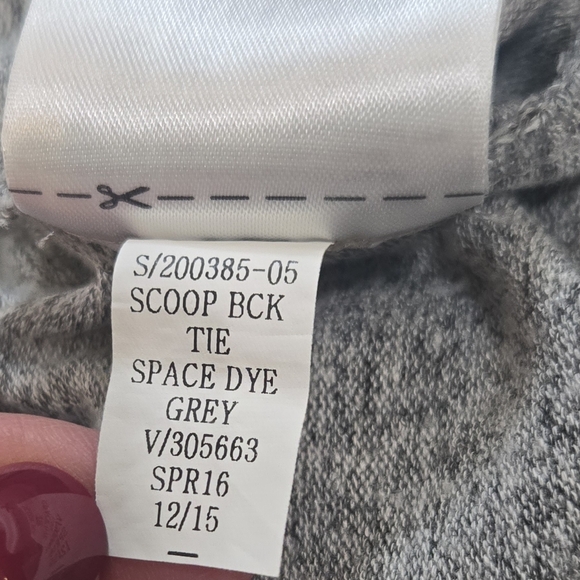 S/200385-05
SCOOP BCK
TIE
SPACE DYE
GREY
V/305663
SPR16
12/15